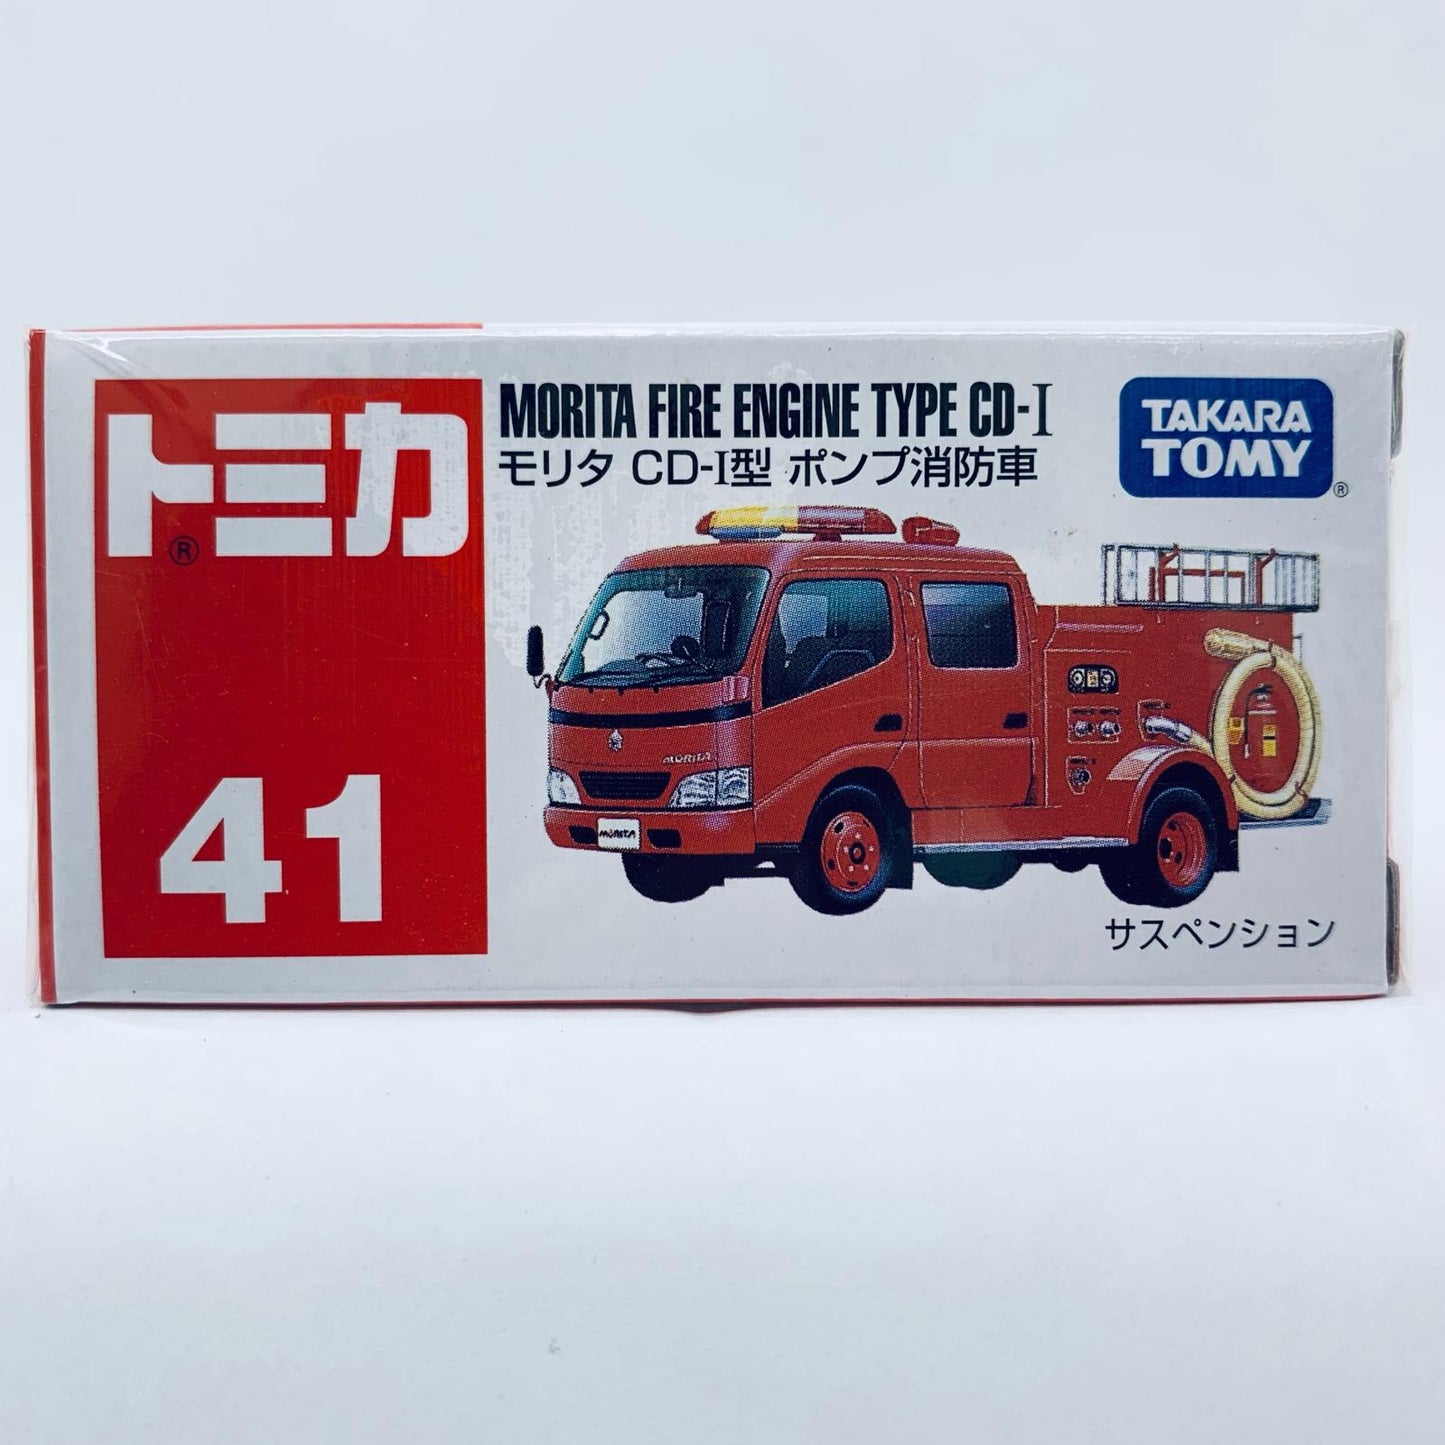 トミカ
®
41
MORITA FIRE ENGINE TYPE CD-I
モリタ CD-I型 ポンプ消防車
TAKARA
TOMY
®
MORITA
MORITA
サスペンション